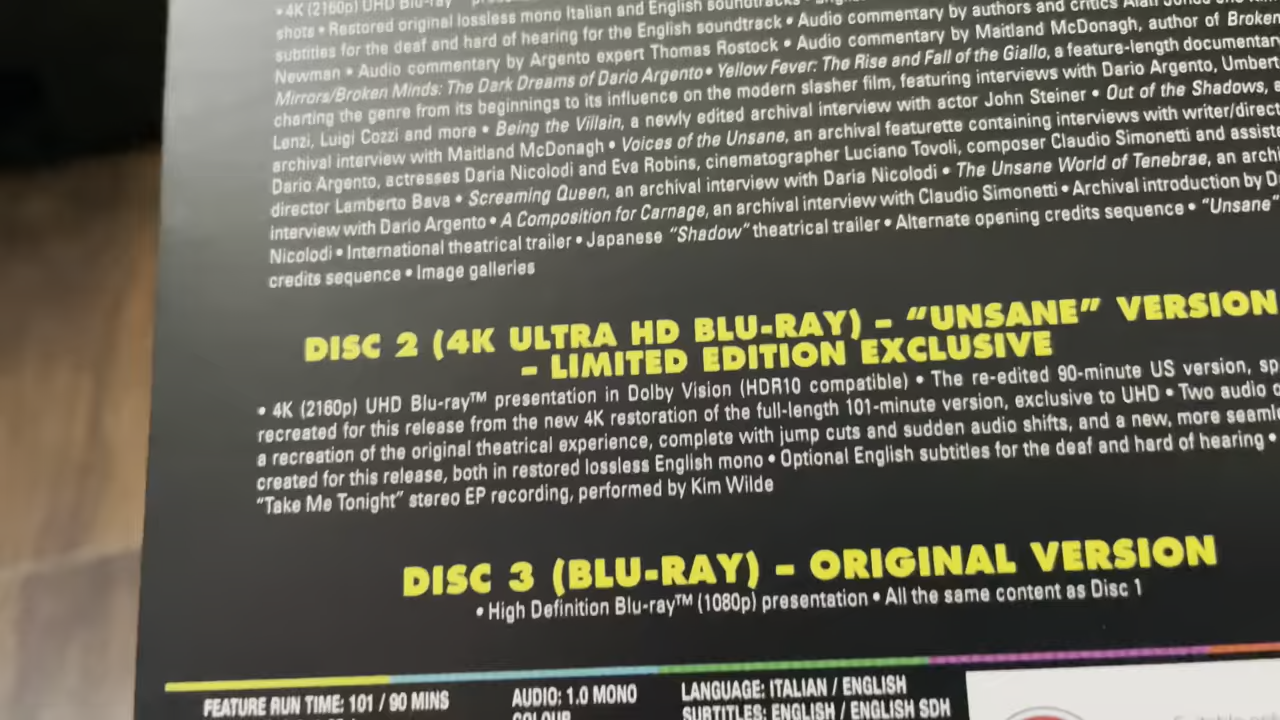 • 4K (2160p) UHD Blu-ray
shots • Restored original lossless mono Italian and English soundtracks
subtitles for the deaf and hard of hearing for the English soundtrack • Audio commentary by authors and critics Alan Jones
Newman • Audio commentary by Argento expert Thomas Rostock • Audio commentary by Maitland McDonagh, author of Broken
Mirrors/Broken Minds: The Dark Dreams of Dario Argento • Yellow Fever: The Rise and Fall of the Giallo, a feature-length documentar
charting the genre from its beginnings to its influence on the modern slasher film, featuring interviews with Dario Argento, Umbert
Lenzi, Luigi Cozzi and more • Being the Villain, a newly edited archival interview with actor John Steiner • Out of the Shadows,
archival interview with Maitland McDonagh • Voices of the Unsane, an archival featurette containing interviews with writer/direct
Dario Argento, actresses Daria Nicolodi and Eva Robins, cinematographer Luciano Tovoli, composer Claudio Simonetti and assist
director Lamberto Bava • Screaming Queen, an archival interview with Daria Nicolodi • The Unsane World of Tenebrae, an archi
interview with Dario Argento • A Composition for Carnage, an archival interview with Claudio Simonetti • Archival introduction by D
Nicolodi • International theatrical trailer • Japanese “Shadow” theatrical trailer • Alternate opening credits sequence • “Unsane”
credits sequence • Image galleries
DISC 2 (4K ULTRA HD BLU-RAY) – “UNSANE” VERSION
– LIMITED EDITION EXCLUSIVE
• 4K (2160p) UHD Blu-ray™ presentation in Dolby Vision (HDR10 compatible) • The re-edited 90-minute US version, sp
recreated for this release from the new 4K restoration of the full-length 101-minute version, exclusive to UHD • Two audio
a recreation of the original theatrical experience, complete with jump cuts and sudden audio shifts, and a new, more seaml
created for this release, both in restored lossless English mono • Optional English subtitles for the deaf and hard of hearing •
“Take Me Tonight” stereo EP recording, performed by Kim Wilde
DISC 3 (BLU-RAY) – ORIGINAL VERSION
• High Definition Blu-ray™ (1080p) presentation • All the same content as Disc 1
FEATURE RUN TIME: 101 / 90 MINS
AUDIO: 1.0 MONO
COLOUR
LANGUAGE: ITALIAN / ENGLISH
SUBTITLES: ENGLISH / ENGLISH SDH